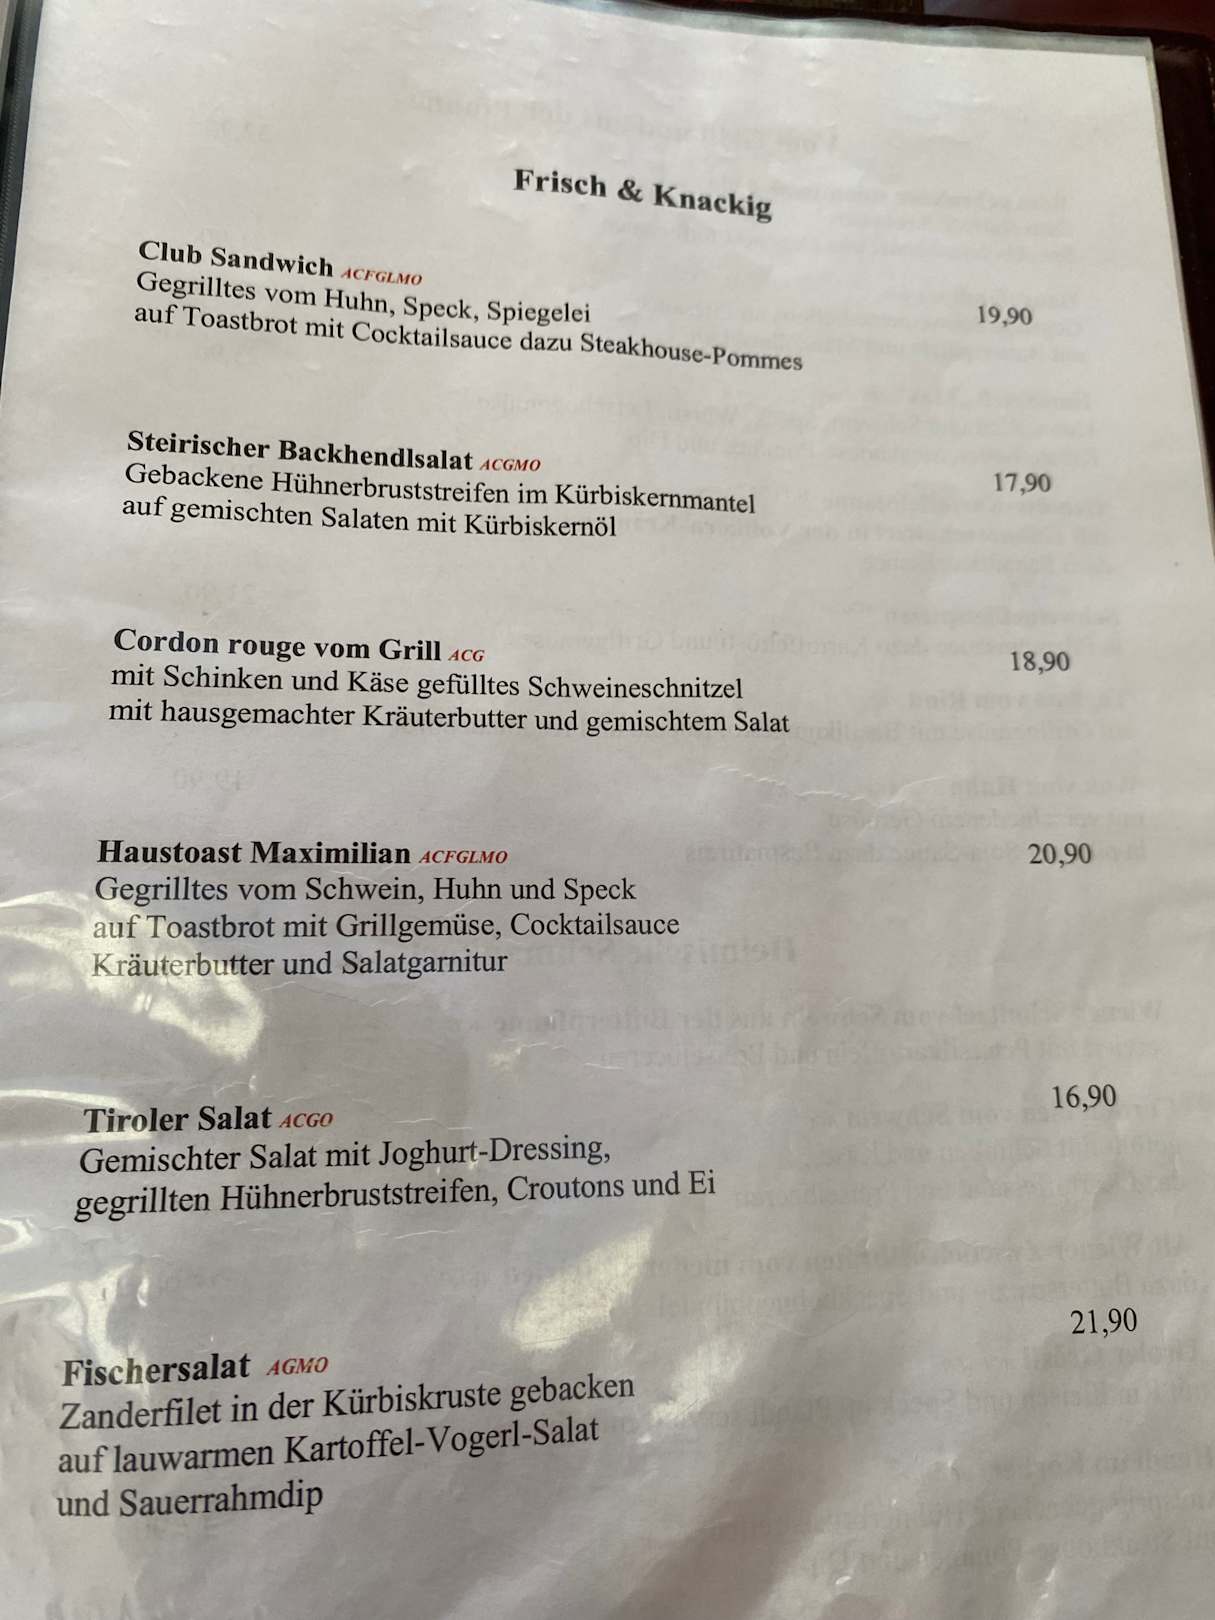 Frisch & Knackig
Club Sandwich ACFGLMO
Gegrilltes vom Huhn, Speck, Spiegelei
19,90
auf Toastbrot mit Cocktailsauce dazu Steakhouse-Pommes
Steirischer Backhendlsalat ACGMO
Gebackene Hühnerbruststreifen im Kürbiskernmantel
17,90
auf gemischten Salaten mit Kürbiskernöl
Cordon rouge vom Grill ACG
18,90
mit Schinken und Käse gefülltes Schweineschnitzel
mit hausgemachter Kräuterbutter und gemischtem Salat
Haustoast Maximilian ACFGLMO
20,90
Gegrilltes vom Schwein, Huhn und Speck
auf Toastbrot mit Grillgemüse, Cocktailsauce
Kräuterbutter und Salatgarnitur
Tiroler Salat ACGO
16,90
Gemischter Salat mit Joghurt-Dressing,
gegrillten Hühnerbruststreifen, Croutons und Ei
Fischersalat AGMO
21,90
Zanderfilet in der Kürbiskruste gebacken
auf lauwarmen Kartoffel-Vogerl-Salat
und Sauerrahmdip